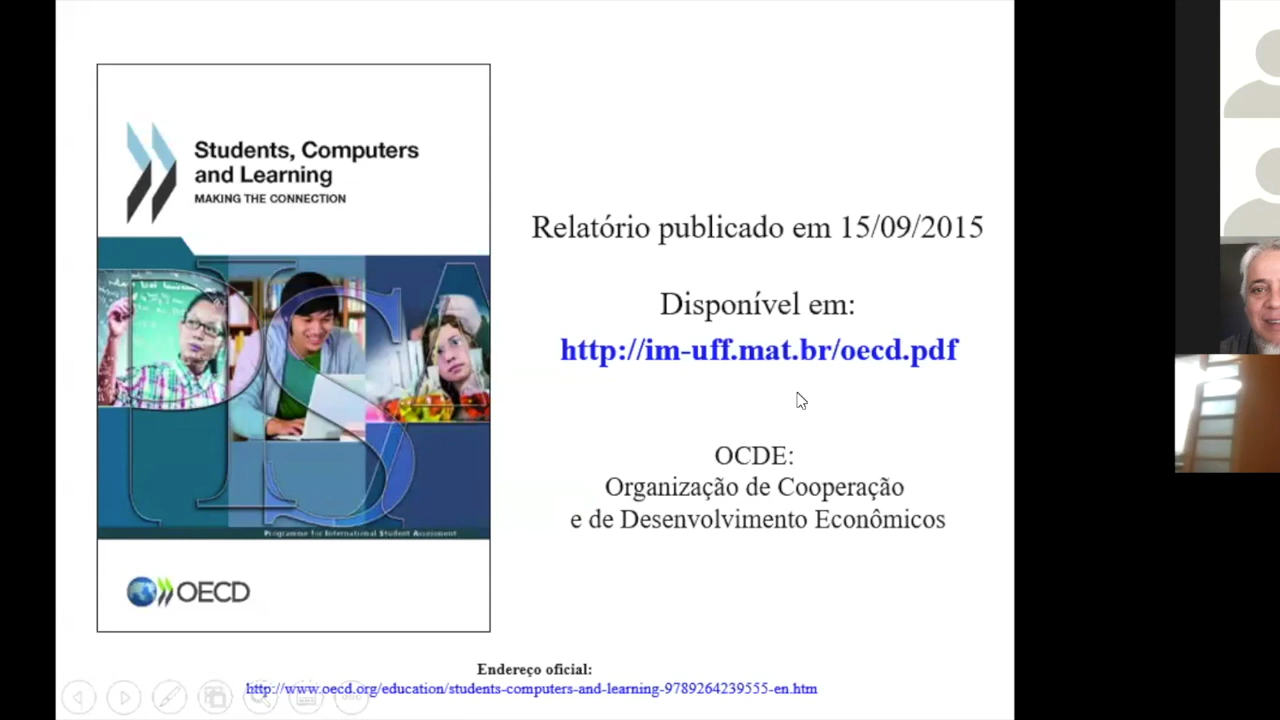 Students, Computers
and Learning
MAKING THE CONNECTION
PISA
Programme for International Student Assessment
OECD
Relatório publicado em 15/09/2015
Disponível em:
http://im-uff.mat.br/oecd.pdf
OCDE:
Organização de Cooperação
e de Desenvolvimento Econômicos
Endereço oficial:
http://www.oecd.org/education/students-computers-and-learning-9789264239555-en.htm